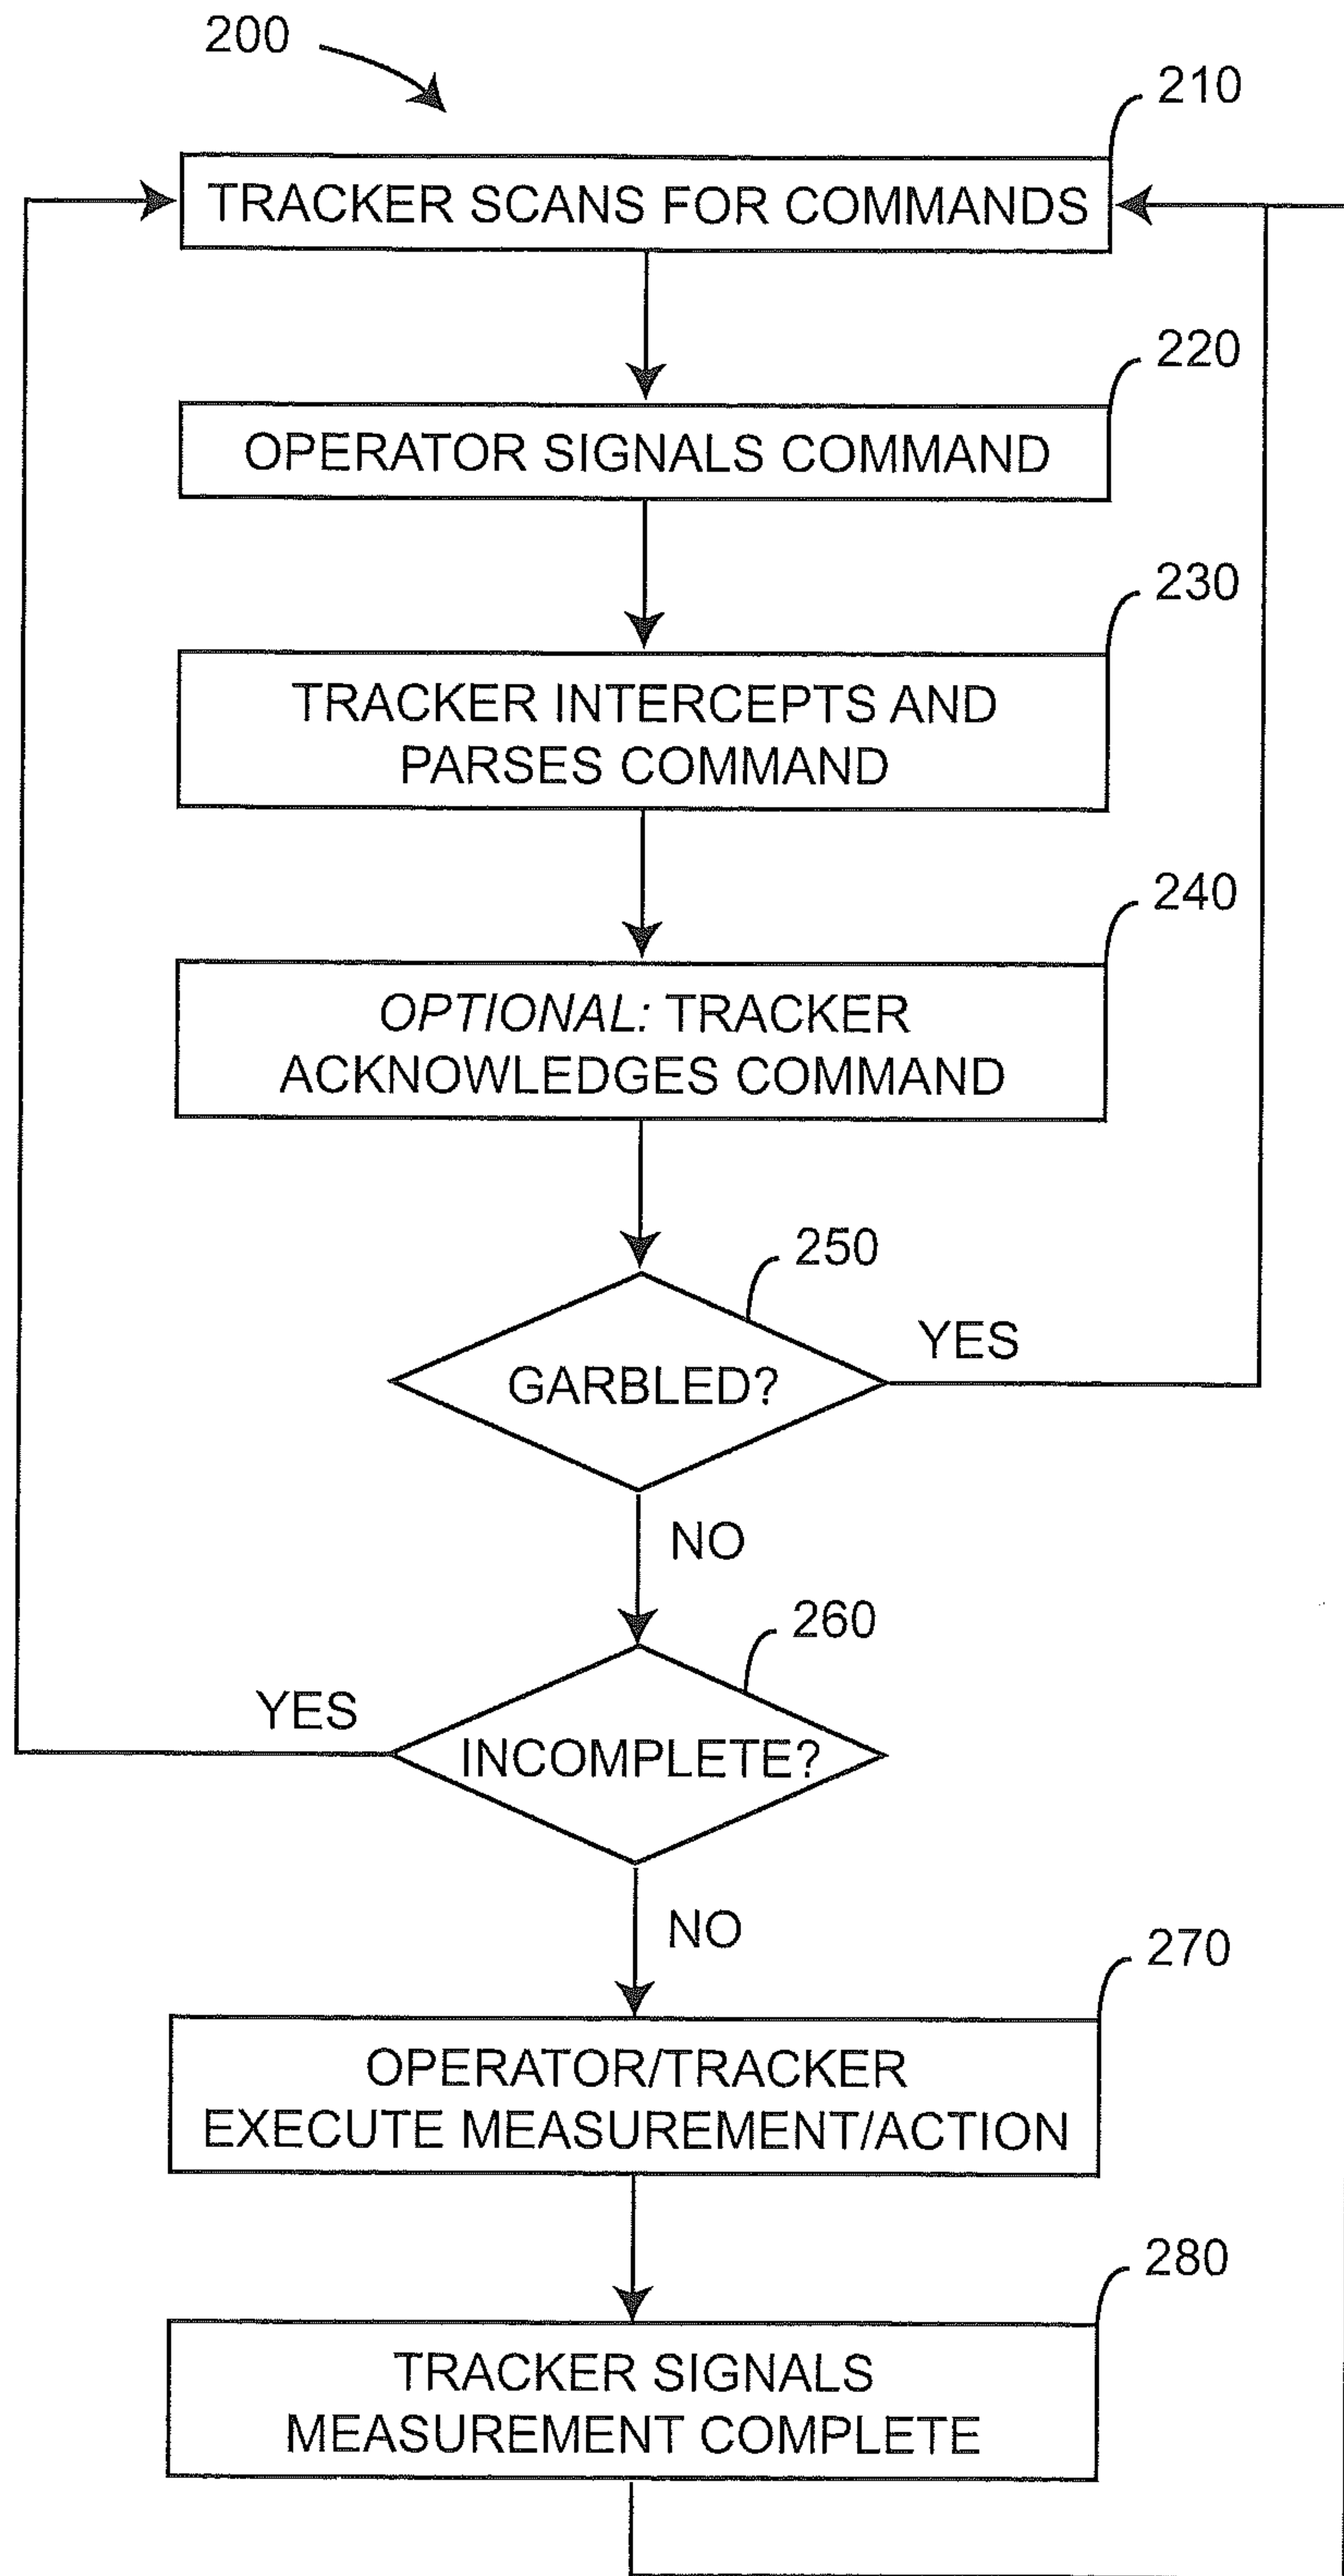 200
210
TRACKER SCANS FOR COMMANDS
220
OPERATOR SIGNALS COMMAND
230
TRACKER INTERCEPTS AND
PARSES COMMAND
240
OPTIONAL: TRACKER
ACKNOWLEDGES COMMAND
250
GARBLED?
YES
NO
260
INCOMPLETE?
YES
NO
270
OPERATOR/TRACKER
EXECUTE MEASUREMENT/ACTION
280
TRACKER SIGNALS
MEASUREMENT COMPLETE